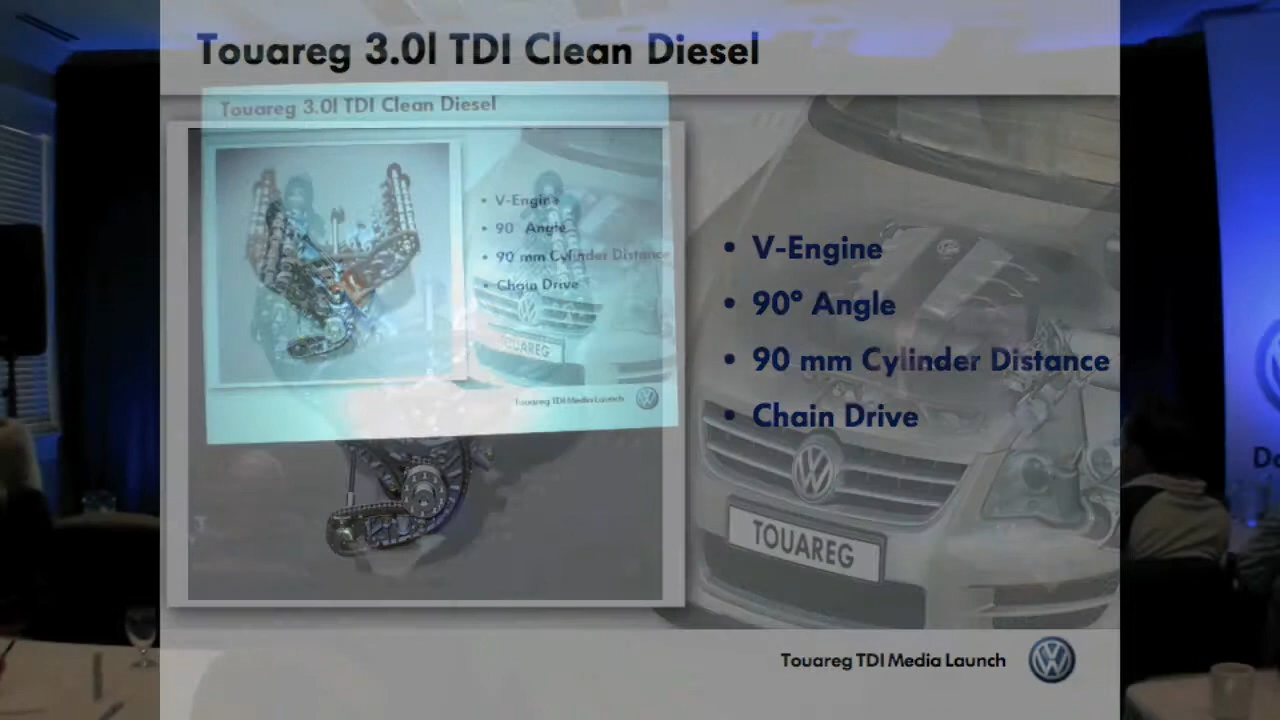 Touareg 3.0l TDI Clean Diesel
Touareg 3.0l TDI Clean Diesel
• V-Engine
• 90 Angle
• 90 mm Cylinder Distance
• Chain Drive
TOUAREG
Touareg TDI Media Launch
• V-Engine
• 90° Angle
• 90 mm Cylinder Distance
• Chain Drive
TOUAREG
Touareg TDI Media Launch